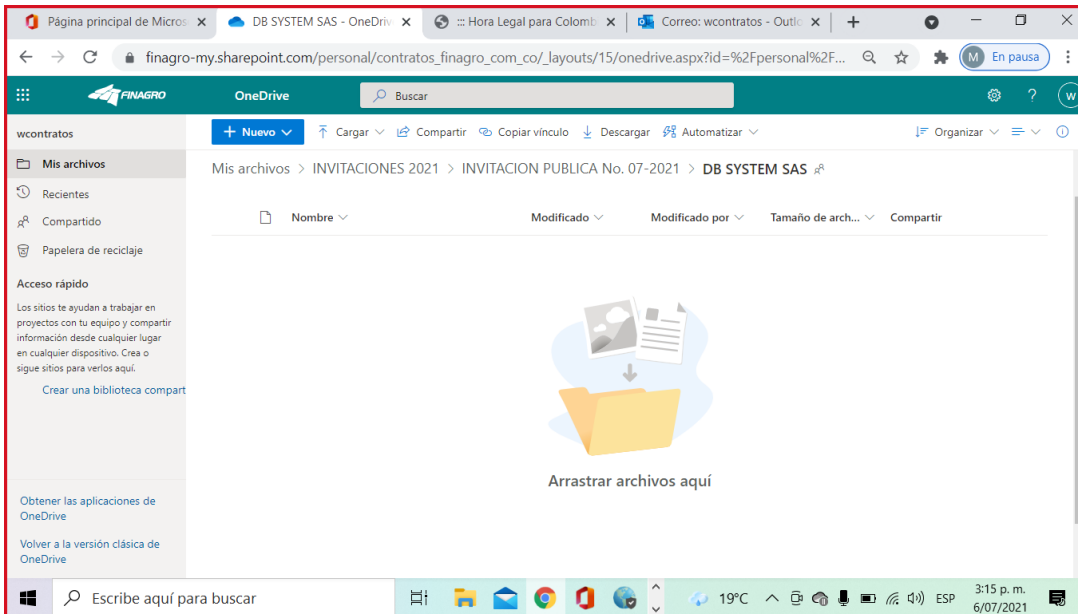 Página principal de Micros
DB SYSTEM SAS - OneDriv
::: Hora Legal para Colomb
Correo: wcontratos - Outlo
finagro-my.sharepoint.com/personal/contratos_finagro_com_co/_layouts/15/onedrive.aspx?id=%2Fpersonal%2F...
M En pausa
FINAGRO
OneDrive
Buscar
W
wcontratos
Nuevo
Cargar
Compartir
Copiar vínculo
Descargar
Automatizar
Organizar
Mis archivos
Recientes
Compartido
Papelera de reciclaje
Acceso rápido
Los sitios te ayudan a trabajar en
proyectos con tu equipo y compartir
información desde cualquier lugar
en cualquier dispositivo. Crea o
sigue sitios para verlos aquí.
Crear una biblioteca compart
Obtener las aplicaciones de
OneDrive
Volver a la versión clásica de
OneDrive
Mis archivos > INVITACIONES 2021 > INVITACION PUBLICA No. 07-2021 > DB SYSTEM SAS
Nombre
Modificado
Modificado por
Tamaño de arch...
Compartir
Arrastrar archivos aquí
Escribe aquí para buscar
19°C
ESP
3:15 p. m.
6/07/2021